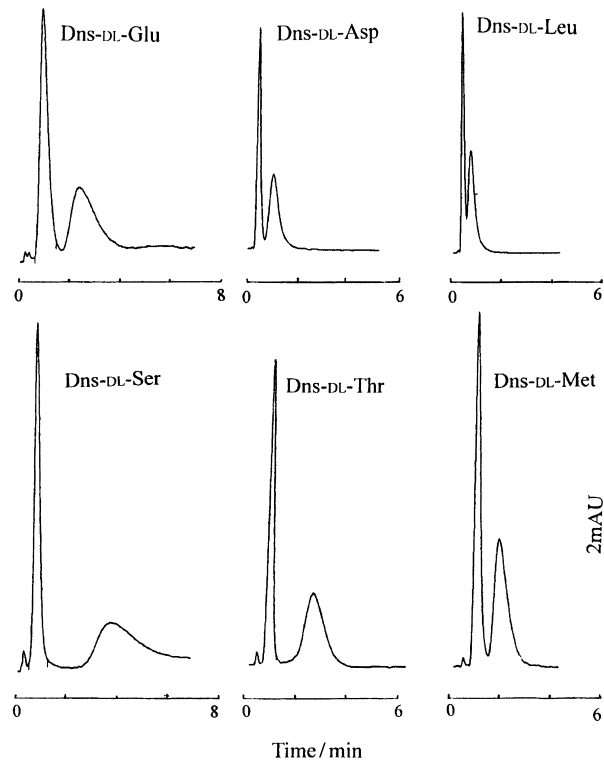 Dns-DL-Glu
Dns-DL-Asp
Dns-DL-Leu
0 8
0 6
0 6
Dns-DL-Ser
Dns-DL-Thr
Dns-DL-Met
2mAU
0 8
0 6
0 6
Time / min